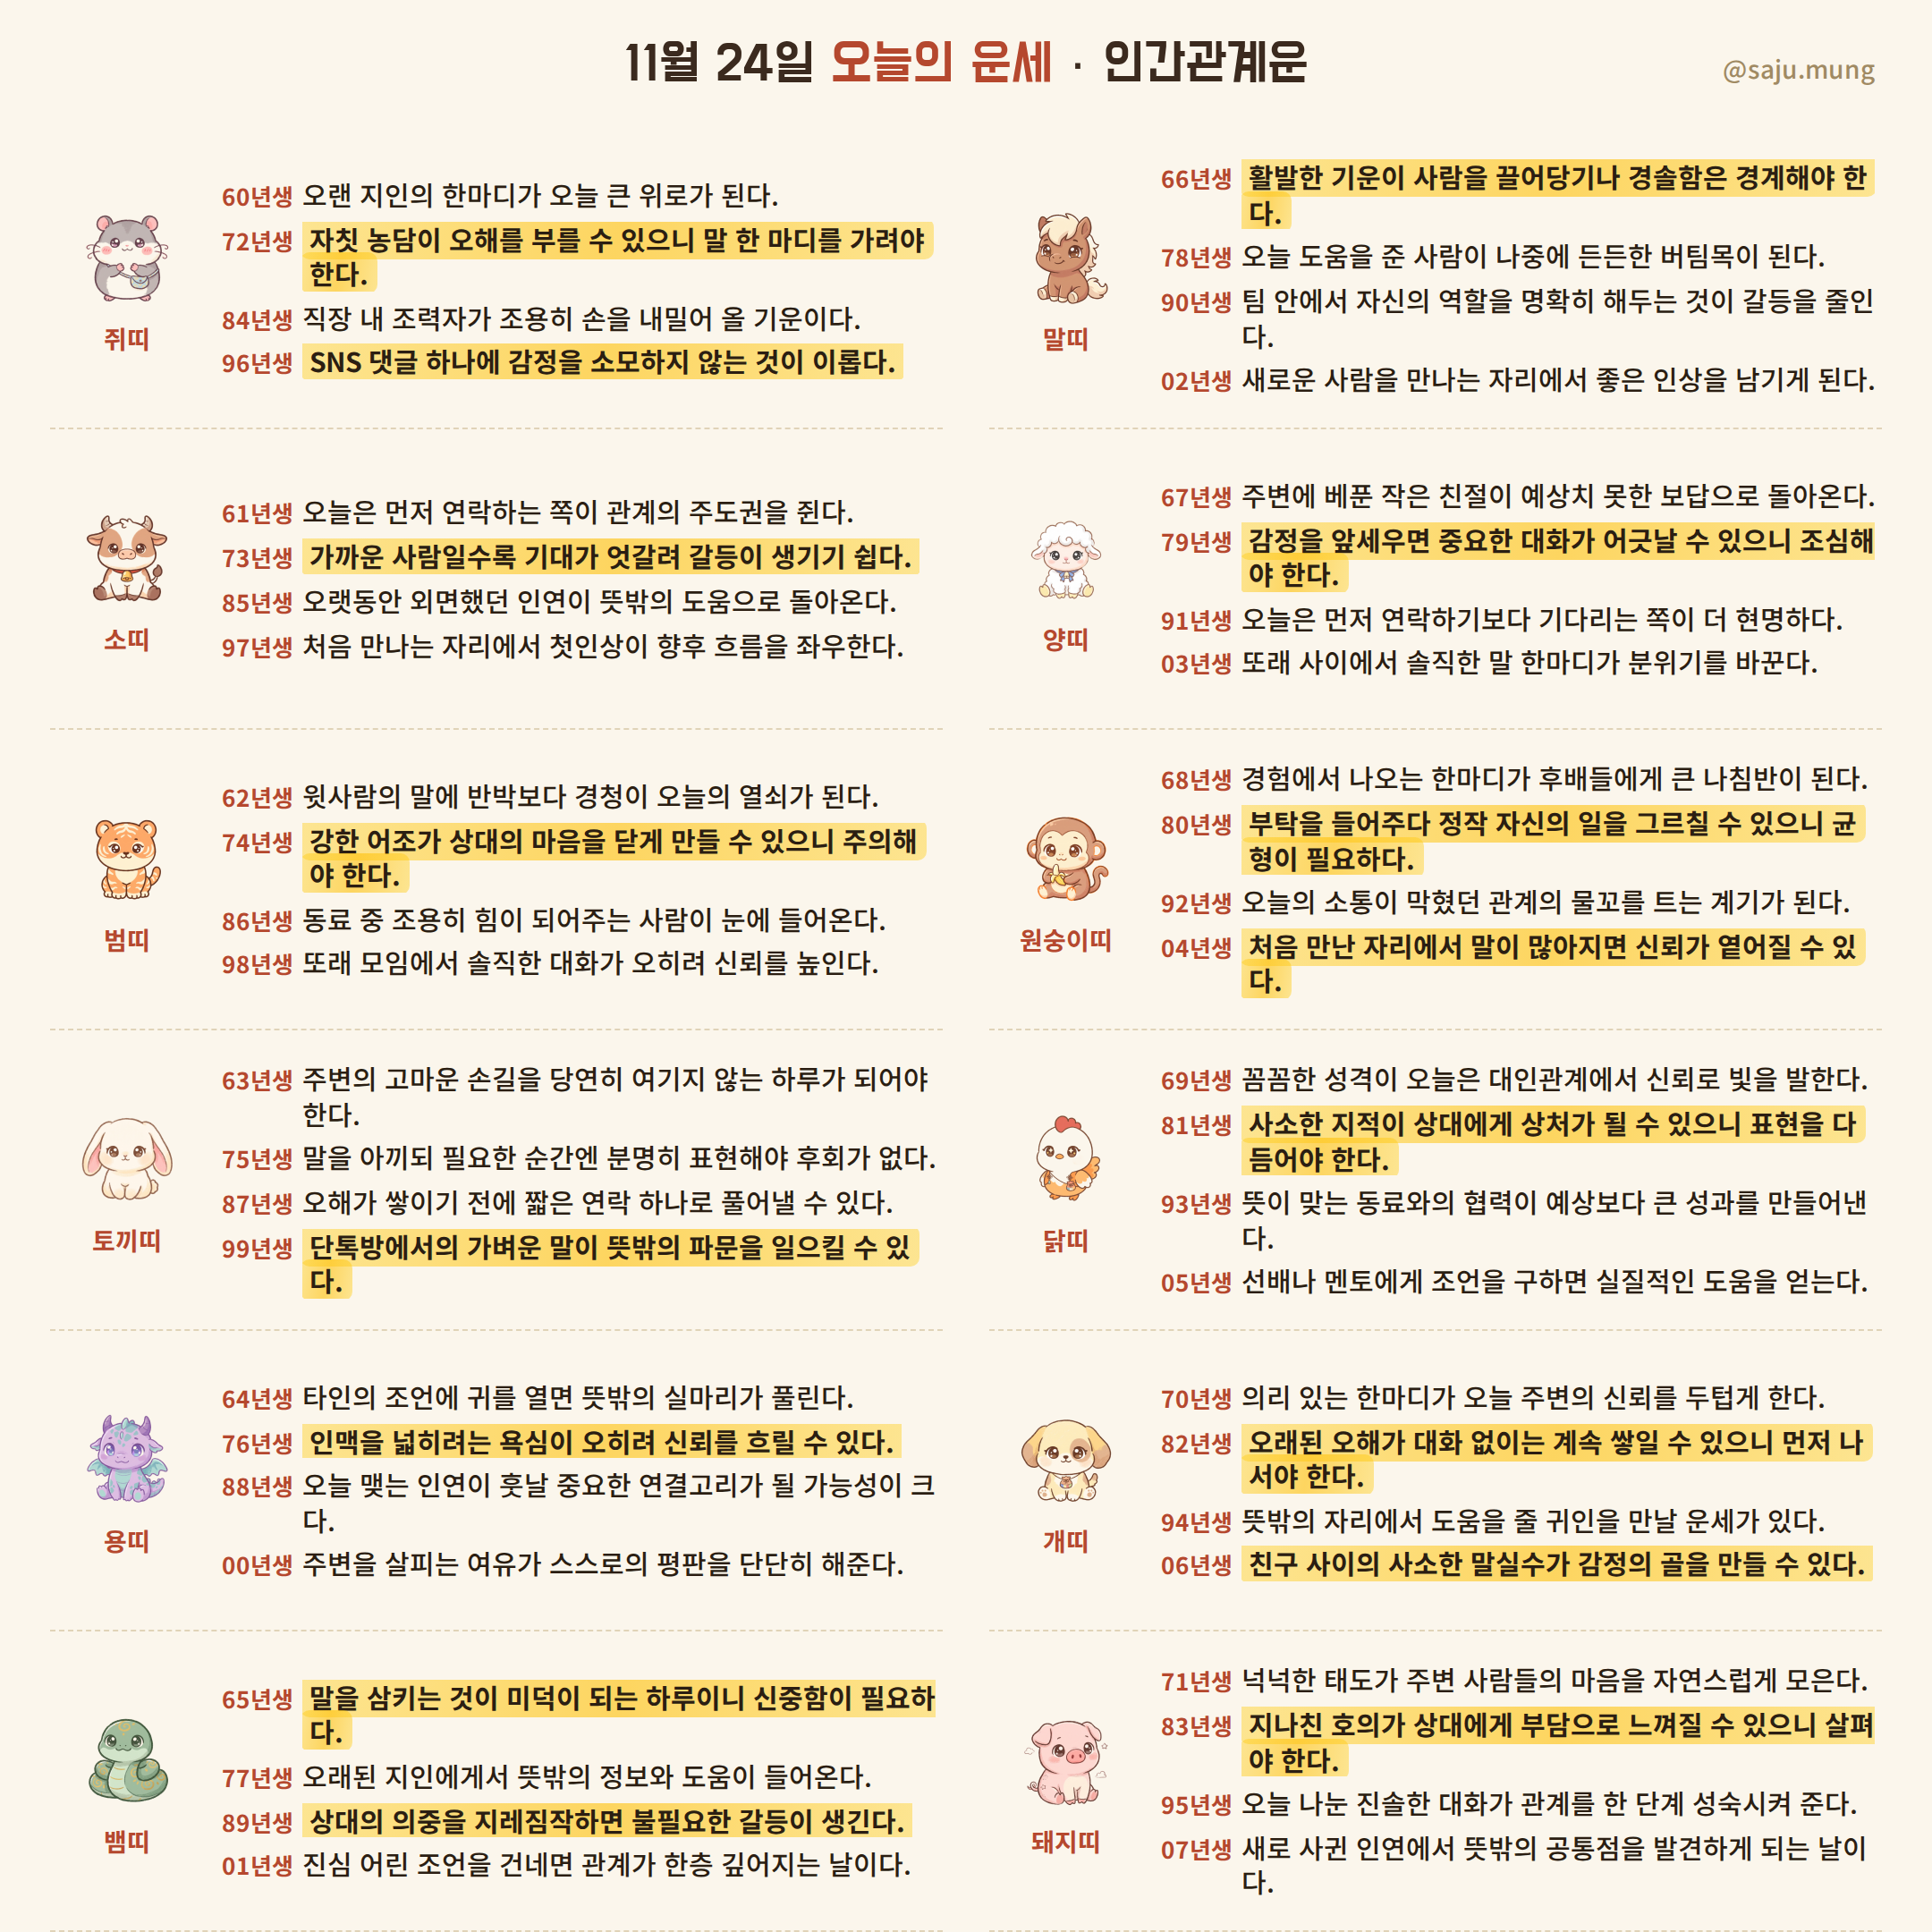 11월 24일 오늘의 운세 · 인간관계운
@saju.mung
쥐띠
60년생 오랜 지인의 한마디가 오늘 큰 위로가 된다.
72년생 자칫 농담이 오해를 부를 수 있으니 말 한 마디를 가려야
한다.
84년생 직장 내 조력자가 조용히 손을 내밀어 올 기운이다.
96년생 SNS 댓글 하나에 감정을 소모하지 않는 것이 이롭다.
소띠
61년생 오늘은 먼저 연락하는 쪽이 관계의 주도권을 쥔다.
73년생 가까운 사람일수록 기대가 엇갈려 갈등이 생기기 쉽다.
85년생 오랫동안 외면했던 인연이 뜻밖의 도움으로 돌아온다.
97년생 처음 만나는 자리에서 첫인상이 향후 흐름을 좌우한다.
범띠
62년생 윗사람의 말에 반박보다 경청이 오늘의 열쇠가 된다.
74년생 강한 어조가 상대의 마음을 닫게 만들 수 있으니 주의해
야 한다.
86년생 동료 중 조용히 힘이 되어주는 사람이 눈에 들어온다.
98년생 또래 모임에서 솔직한 대화가 오히려 신뢰를 높인다.
토끼띠
63년생 주변의 고마운 손길을 당연히 여기지 않는 하루가 되어야
한다.
75년생 말을 아끼되 필요한 순간엔 분명히 표현해야 후회가 없다.
87년생 오해가 쌓이기 전에 짧은 연락 하나로 풀어낼 수 있다.
99년생 단톡방에서의 가벼운 말이 뜻밖의 파문을 일으킬 수 있
다.
용띠
64년생 타인의 조언에 귀를 열면 뜻밖의 실마리가 풀린다.
76년생 인맥을 넓히려는 욕심이 오히려 신뢰를 흐릴 수 있다.
88년생 오늘 맺는 인연이 훗날 중요한 연결고리가 될 가능성이 크
다.
00년생 주변을 살피는 여유가 스스로의 평판을 단단히 해준다.
뱀띠
65년생 말을 삼키는 것이 미덕이 되는 하루이니 신중함이 필요하
다.
77년생 오래된 지인에게서 뜻밖의 정보와 도움이 들어온다.
89년생 상대의 의중을 지레짐작하면 불필요한 갈등이 생긴다.
01년생 진심 어린 조언을 건네면 관계가 한층 깊어지는 날이다.
말띠
66년생 활발한 기운이 사람을 끌어당기나 경솔함은 경계해야 한
다.
78년생 오늘 도움을 준 사람이 나중에 든든한 버팀목이 된다.
90년생 팀 안에서 자신의 역할을 명확히 해두는 것이 갈등을 줄인
다.
02년생 새로운 사람을 만나는 자리에서 좋은 인상을 남기게 된다.
양띠
67년생 주변에 베푼 작은 친절이 예상치 못한 보답으로 돌아온다.
79년생 감정을 앞세우면 중요한 대화가 어긋날 수 있으니 조심해
야 한다.
91년생 오늘은 먼저 연락하기보다 기다리는 쪽이 더 현명하다.
03년생 또래 사이에서 솔직한 말 한마디가 분위기를 바꾼다.
원숭이띠
68년생 경험에서 나오는 한마디가 후배들에게 큰 나침반이 된다.
80년생 부탁을 들어주다 정작 자신의 일을 그르칠 수 있으니 균
형이 필요하다.
92년생 오늘의 소통이 막혔던 관계의 물꼬를 트는 계기가 된다.
04년생 처음 만난 자리에서 말이 많아지면 신뢰가 옅어질 수 있
다.
닭띠
69년생 꼼꼼한 성격이 오늘은 대인관계에서 신뢰로 빛을 발한다.
81년생 사소한 지적이 상대에게 상처가 될 수 있으니 표현을 다
듬어야 한다.
93년생 뜻이 맞는 동료와의 협력이 예상보다 큰 성과를 만들어낸
다.
05년생 선배나 멘토에게 조언을 구하면 실질적인 도움을 얻는다.
개띠
70년생 의리 있는 한마디가 오늘 주변의 신뢰를 두텁게 한다.
82년생 오래된 오해가 대화 없이는 계속 쌓일 수 있으니 먼저 나
서야 한다.
94년생 뜻밖의 자리에서 도움을 줄 귀인을 만날 운세가 있다.
06년생 친구 사이의 사소한 말실수가 감정의 골을 만들 수 있다.
돼지띠
71년생 넉넉한 태도가 주변 사람들의 마음을 자연스럽게 모은다.
83년생 지나친 호의가 상대에게 부담으로 느껴질 수 있으니 살펴
야 한다.
95년생 오늘 나눈 진솔한 대화가 관계를 한 단계 성숙시켜 준다.
07년생 새로 사귄 인연에서 뜻밖의 공통점을 발견하게 되는 날이
다.